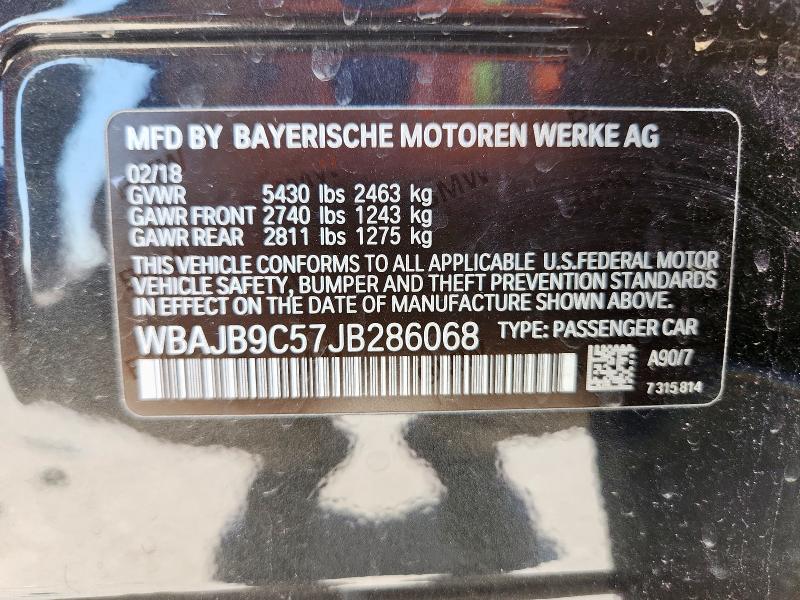 MFD BY BAYERISCHE MOTOREN WERKE AG
02/18
GVWR 5430 lbs 2463 kg
GAWR FRONT 2740 lbs 1243 kg
GAWR REAR 2811 lbs 1275 kg
THIS VEHICLE CONFORMS TO ALL APPLICABLE U.S.FEDERAL MOTOR
VEHICLE SAFETY, BUMPER AND THEFT PREVENTION STANDARDS
IN EFFECT ON THE DATE OF MANUFACTURE SHOWN ABOVE.
WBAJB9C57JB286068 TYPE: PASSENGER CAR
A90/7
7 315 814